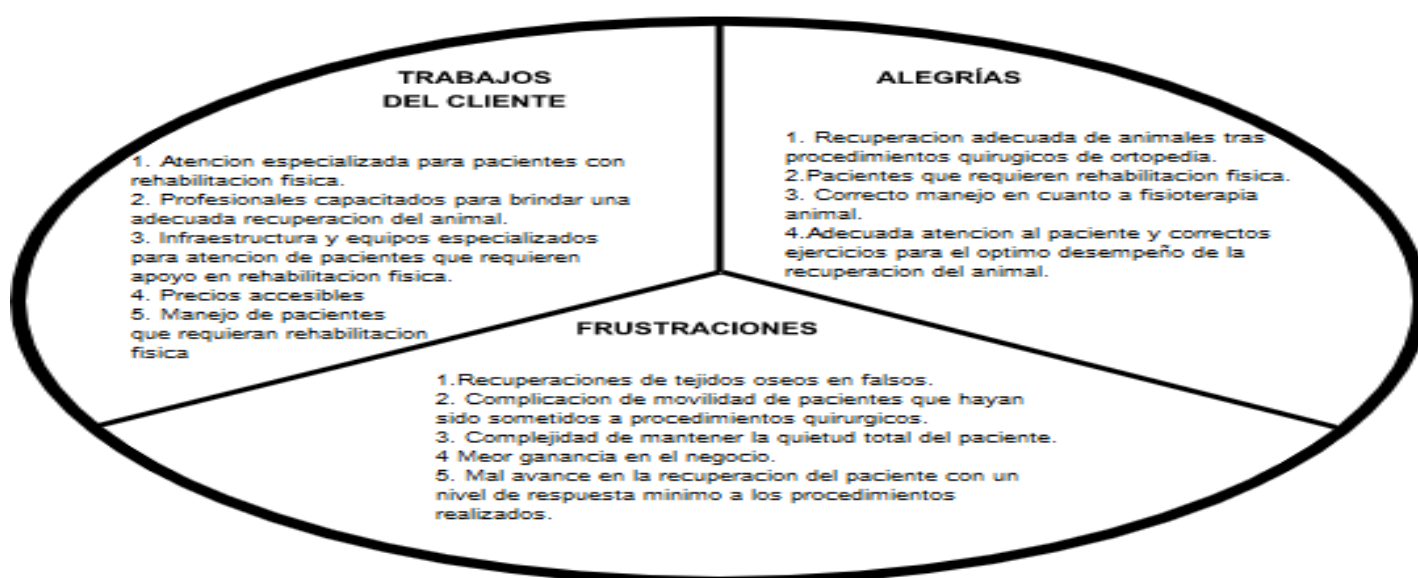 TRABAJOS
DEL CLIENTE
1. Atencion especializada para pacientes con
rehabilitacion fisica.
2. Profesionales capacitados para brindar una
adecuada recuperacion del animal.
3. Infraestructura y equipos especializados
para atencion de pacientes que requieren
apoyo en rehabilitacion fisica.
4. Precios accesibles
5. Manejo de pacientes
que requieran rehabilitacion
fisica
ALEGRÍAS
1. Recuperacion adecuada de animales tras
procedimientos quirugicos de ortopedia.
2.Pacientes que requieren rehabilitacion fisica.
3. Correcto manejo en cuanto a fisioterapia
animal.
4.Adecuada atencion al paciente y correctos
ejercicios para el optimo desempeño de la
recuperacion del animal.
FRUSTRACIONES
1.Recuperaciones de tejidos oseos en falsos.
2. Complicacion de movilidad de pacientes que hayan
sido sometidos a procedimientos quirurgicos.
3. Complejidad de mantener la quietud total del paciente.
4 Meor ganancia en el negocio.
5. Mal avance en la recuperacion del paciente con un
nivel de respuesta minimo a los procedimientos
realizados.